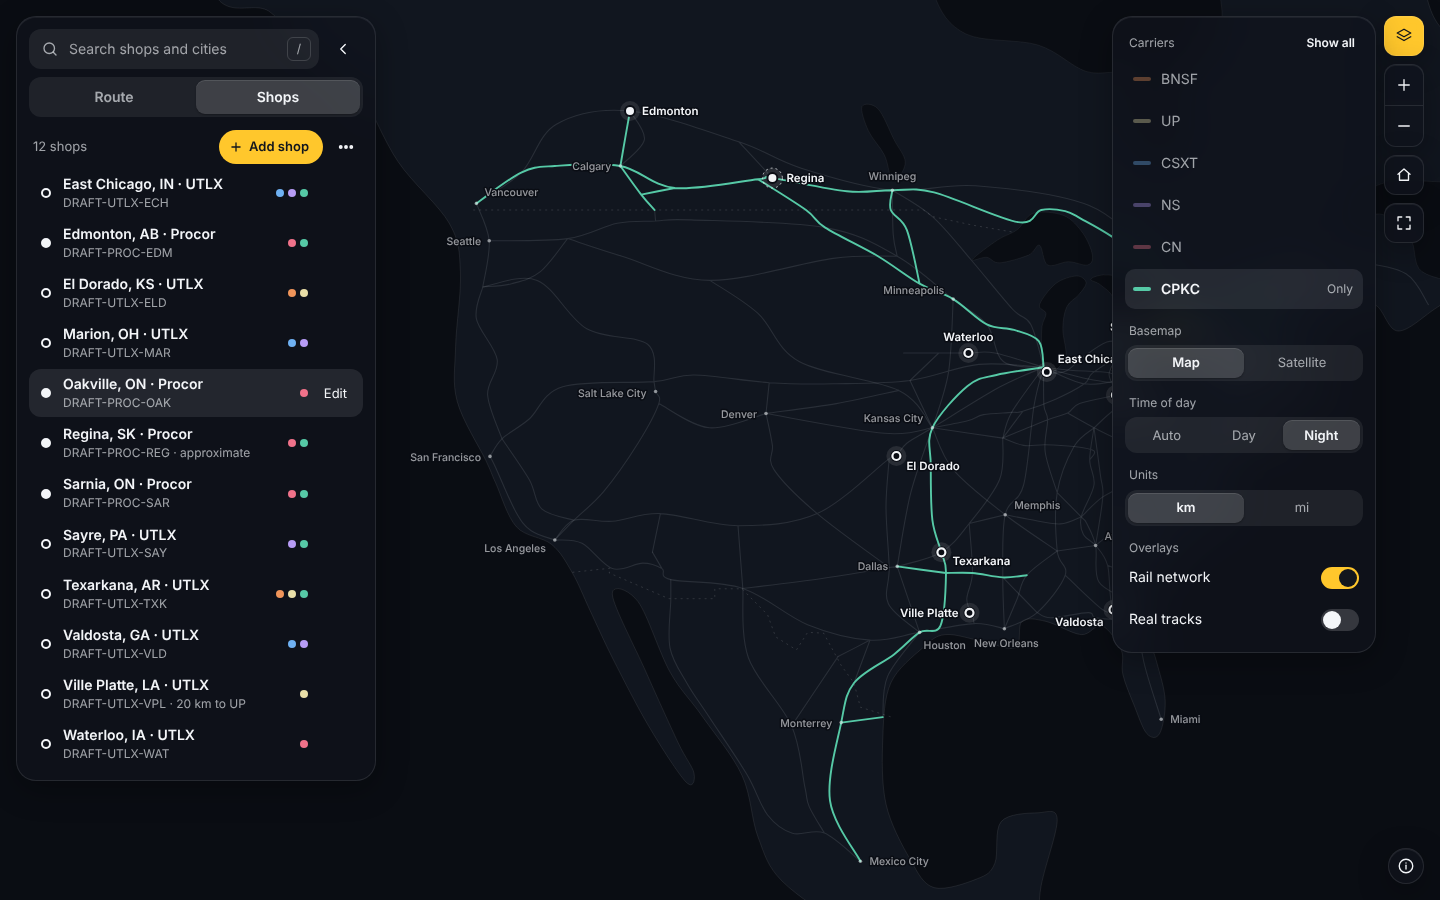 Search shops and cities
/
Route
Shops
12 shops
+ Add shop
East Chicago, IN · UTLX
DRAFT-UTLX-ECH
Edmonton, AB · Procor
DRAFT-PROC-EDM
El Dorado, KS · UTLX
DRAFT-UTLX-ELD
Marion, OH · UTLX
DRAFT-UTLX-MAR
Oakville, ON · Procor
DRAFT-PROC-OAK
Edit
Regina, SK · Procor
DRAFT-PROC-REG · approximate
Sarnia, ON · Procor
DRAFT-PROC-SAR
Sayre, PA · UTLX
DRAFT-UTLX-SAY
Texarkana, AR · UTLX
DRAFT-UTLX-TXK
Valdosta, GA · UTLX
DRAFT-UTLX-VLD
Ville Platte, LA · UTLX
DRAFT-UTLX-VPL · 20 km to UP
Waterloo, IA · UTLX
DRAFT-UTLX-WAT
Edmonton
Calgary
Regina
Winnipeg
Vancouver
Seattle
Minneapolis
Waterloo
East Chica
Salt Lake City
Denver
Kansas City
San Francisco
El Dorado
Memphis
Los Angeles
Dallas
Texarkana
Ville Platte
Valdosta
Houston
New Orleans
Monterrey
Miami
Mexico City
Carriers
Show all
BNSF
UP
CSXT
NS
CN
CPKC
Only
Basemap
Map
Satellite
Time of day
Auto
Day
Night
Units
km
mi
Overlays
Rail network
Real tracks